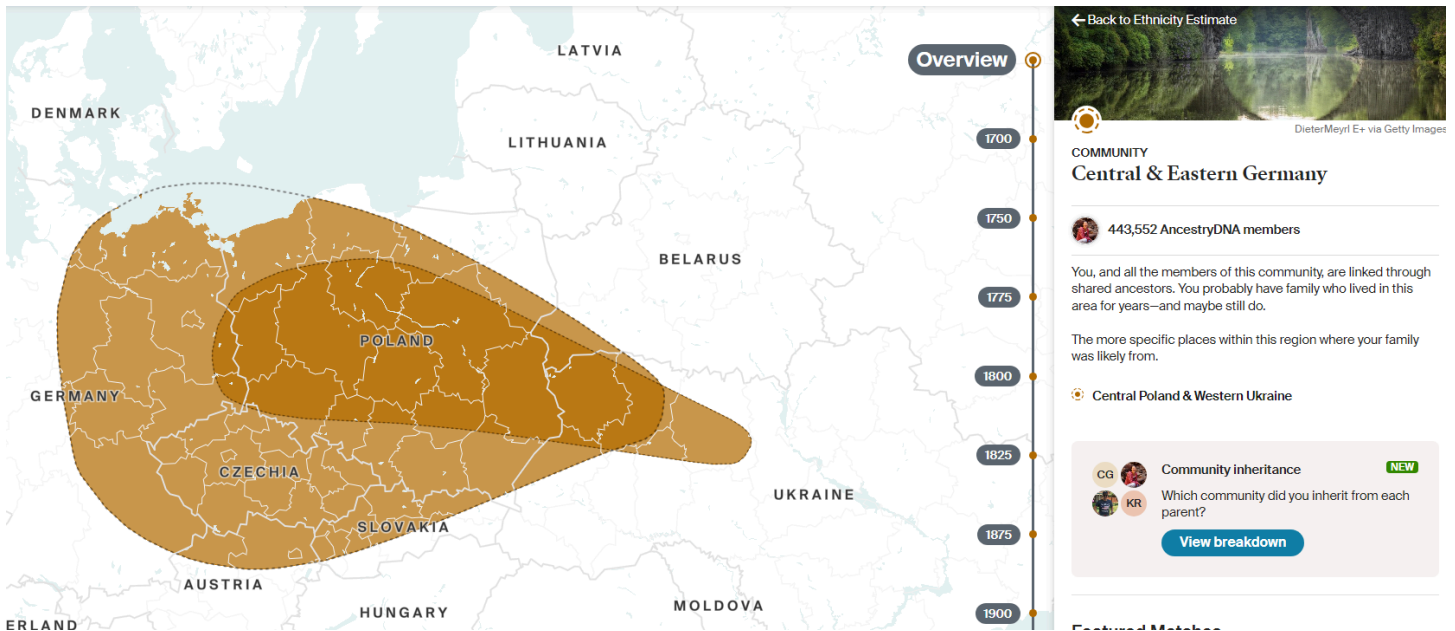 LATVIA
DENMARK
LITHUANIA
BELARUS
POLAND
GERMANY
CZECHIA
UKRAINE
SLOVAKIA
AUSTRIA
HUNGARY
MOLDOVA
ERLAND
Overview
1700
1750
1775
1800
1825
1875
1900
Back to Ethnicity Estimate
DieterMeyrl E+ via Getty Images
COMMUNITY
Central & Eastern Germany
443,552 AncestryDNA members
You, and all the members of this community, are linked through
shared ancestors. You probably have family who lived in this
area for years—and maybe still do.
The more specific places within this region where your family
was likely from.
Central Poland & Western Ukraine
CG
KR
Community inheritance
NEW
Which community did you inherit from each
parent?
View breakdown
Featured Matches